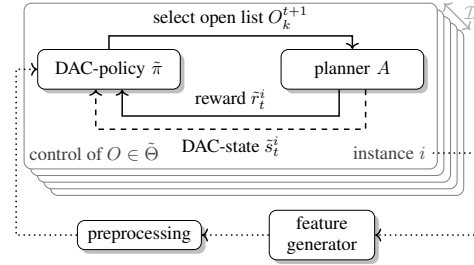 select open list $O_k^{t+1}$
$\mathcal{I}$
DAC-policy $\tilde{\pi}$
planner $A$
reward $\tilde{r}_t^i$
DAC-state $\tilde{s}_t^i$
control of $O \in \tilde{\Theta}$
instance $i$
preprocessing
feature
generator